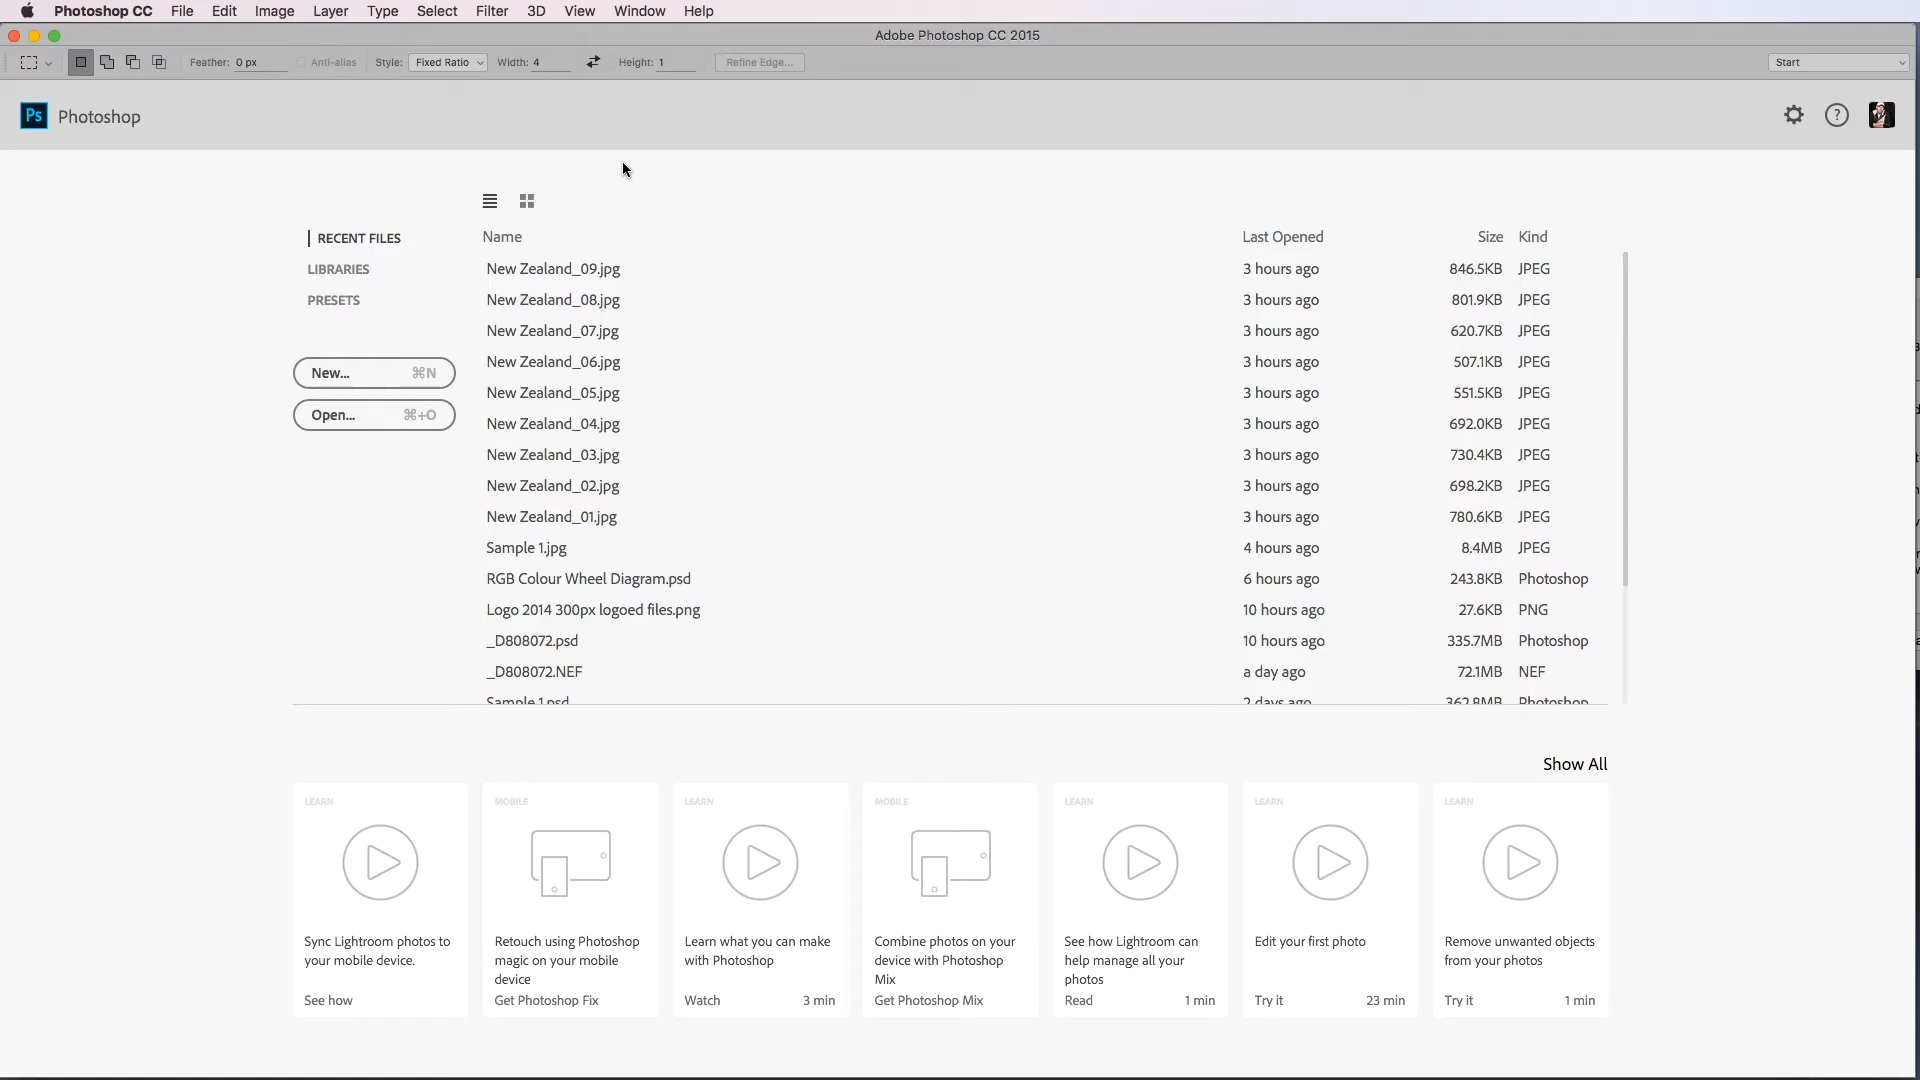 Photoshop CC File Edit Image Layer Type Select Filter 3D View Window Help
Adobe Photoshop CC 2015
Feather: 0 px Anti-alias Style: Fixed Ratio Width: 4 Height: 1 Refine Edge... Start
Ps Photoshop ?
RECENT FILES
LIBRARIES
PRESETS
New... ⌘N
Open... ⌘+O
Name Last Opened Size Kind
New Zealand_09.jpg 3 hours ago 846.5KB JPEG
New Zealand_08.jpg 3 hours ago 801.9KB JPEG
New Zealand_07.jpg 3 hours ago 620.7KB JPEG
New Zealand_06.jpg 3 hours ago 507.1KB JPEG
New Zealand_05.jpg 3 hours ago 551.5KB JPEG
New Zealand_04.jpg 3 hours ago 692.0KB JPEG
New Zealand_03.jpg 3 hours ago 730.4KB JPEG
New Zealand_02.jpg 3 hours ago 698.2KB JPEG
New Zealand_01.jpg 3 hours ago 780.6KB JPEG
Sample 1.jpg 4 hours ago 8.4MB JPEG
RGB Colour Wheel Diagram.psd 6 hours ago 243.8KB Photoshop
Logo 2014 300px logoed files.png 10 hours ago 27.6KB PNG
_D808072.psd 10 hours ago 335.7MB Photoshop
_D808072.NEF a day ago 72.1MB NEF
Sample 1.psd 2 days ago 362.8MB Photoshop
Show All
LEARN
Sync Lightroom photos to
your mobile device.
See how
MOBILE
Retouch using Photoshop
magic on your mobile
device
Get Photoshop Fix
LEARN
Learn what you can make
with Photoshop
Watch 3 min
MOBILE
Combine photos on your
device with Photoshop
Mix
Get Photoshop Mix
LEARN
See how Lightroom can
help manage all your
photos
Read 1 min
LEARN
Edit your first photo
Try it 23 min
LEARN
Remove unwanted objects
from your photos
Try it 1 min